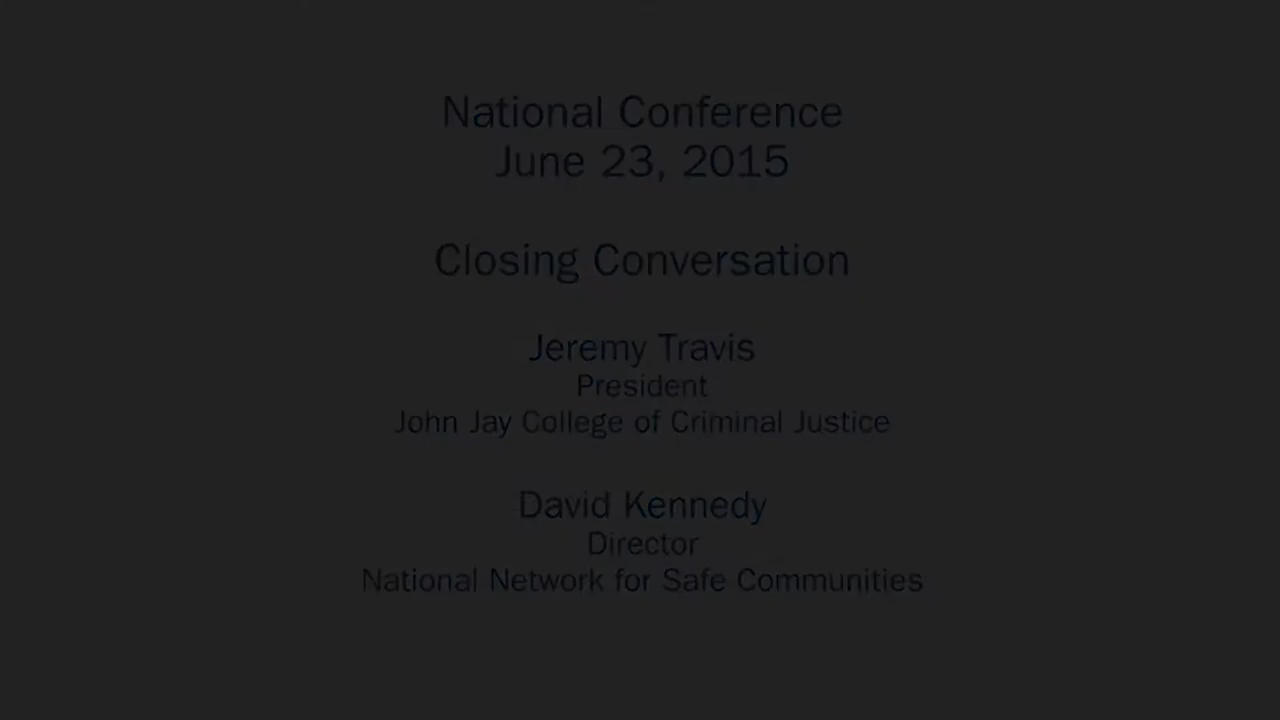 National Conference
June 23, 2015
Closing Conversation
Jeremy Travis
President
John Jay College of Criminal Justice
David Kennedy
Director
National Network for Safe Communities